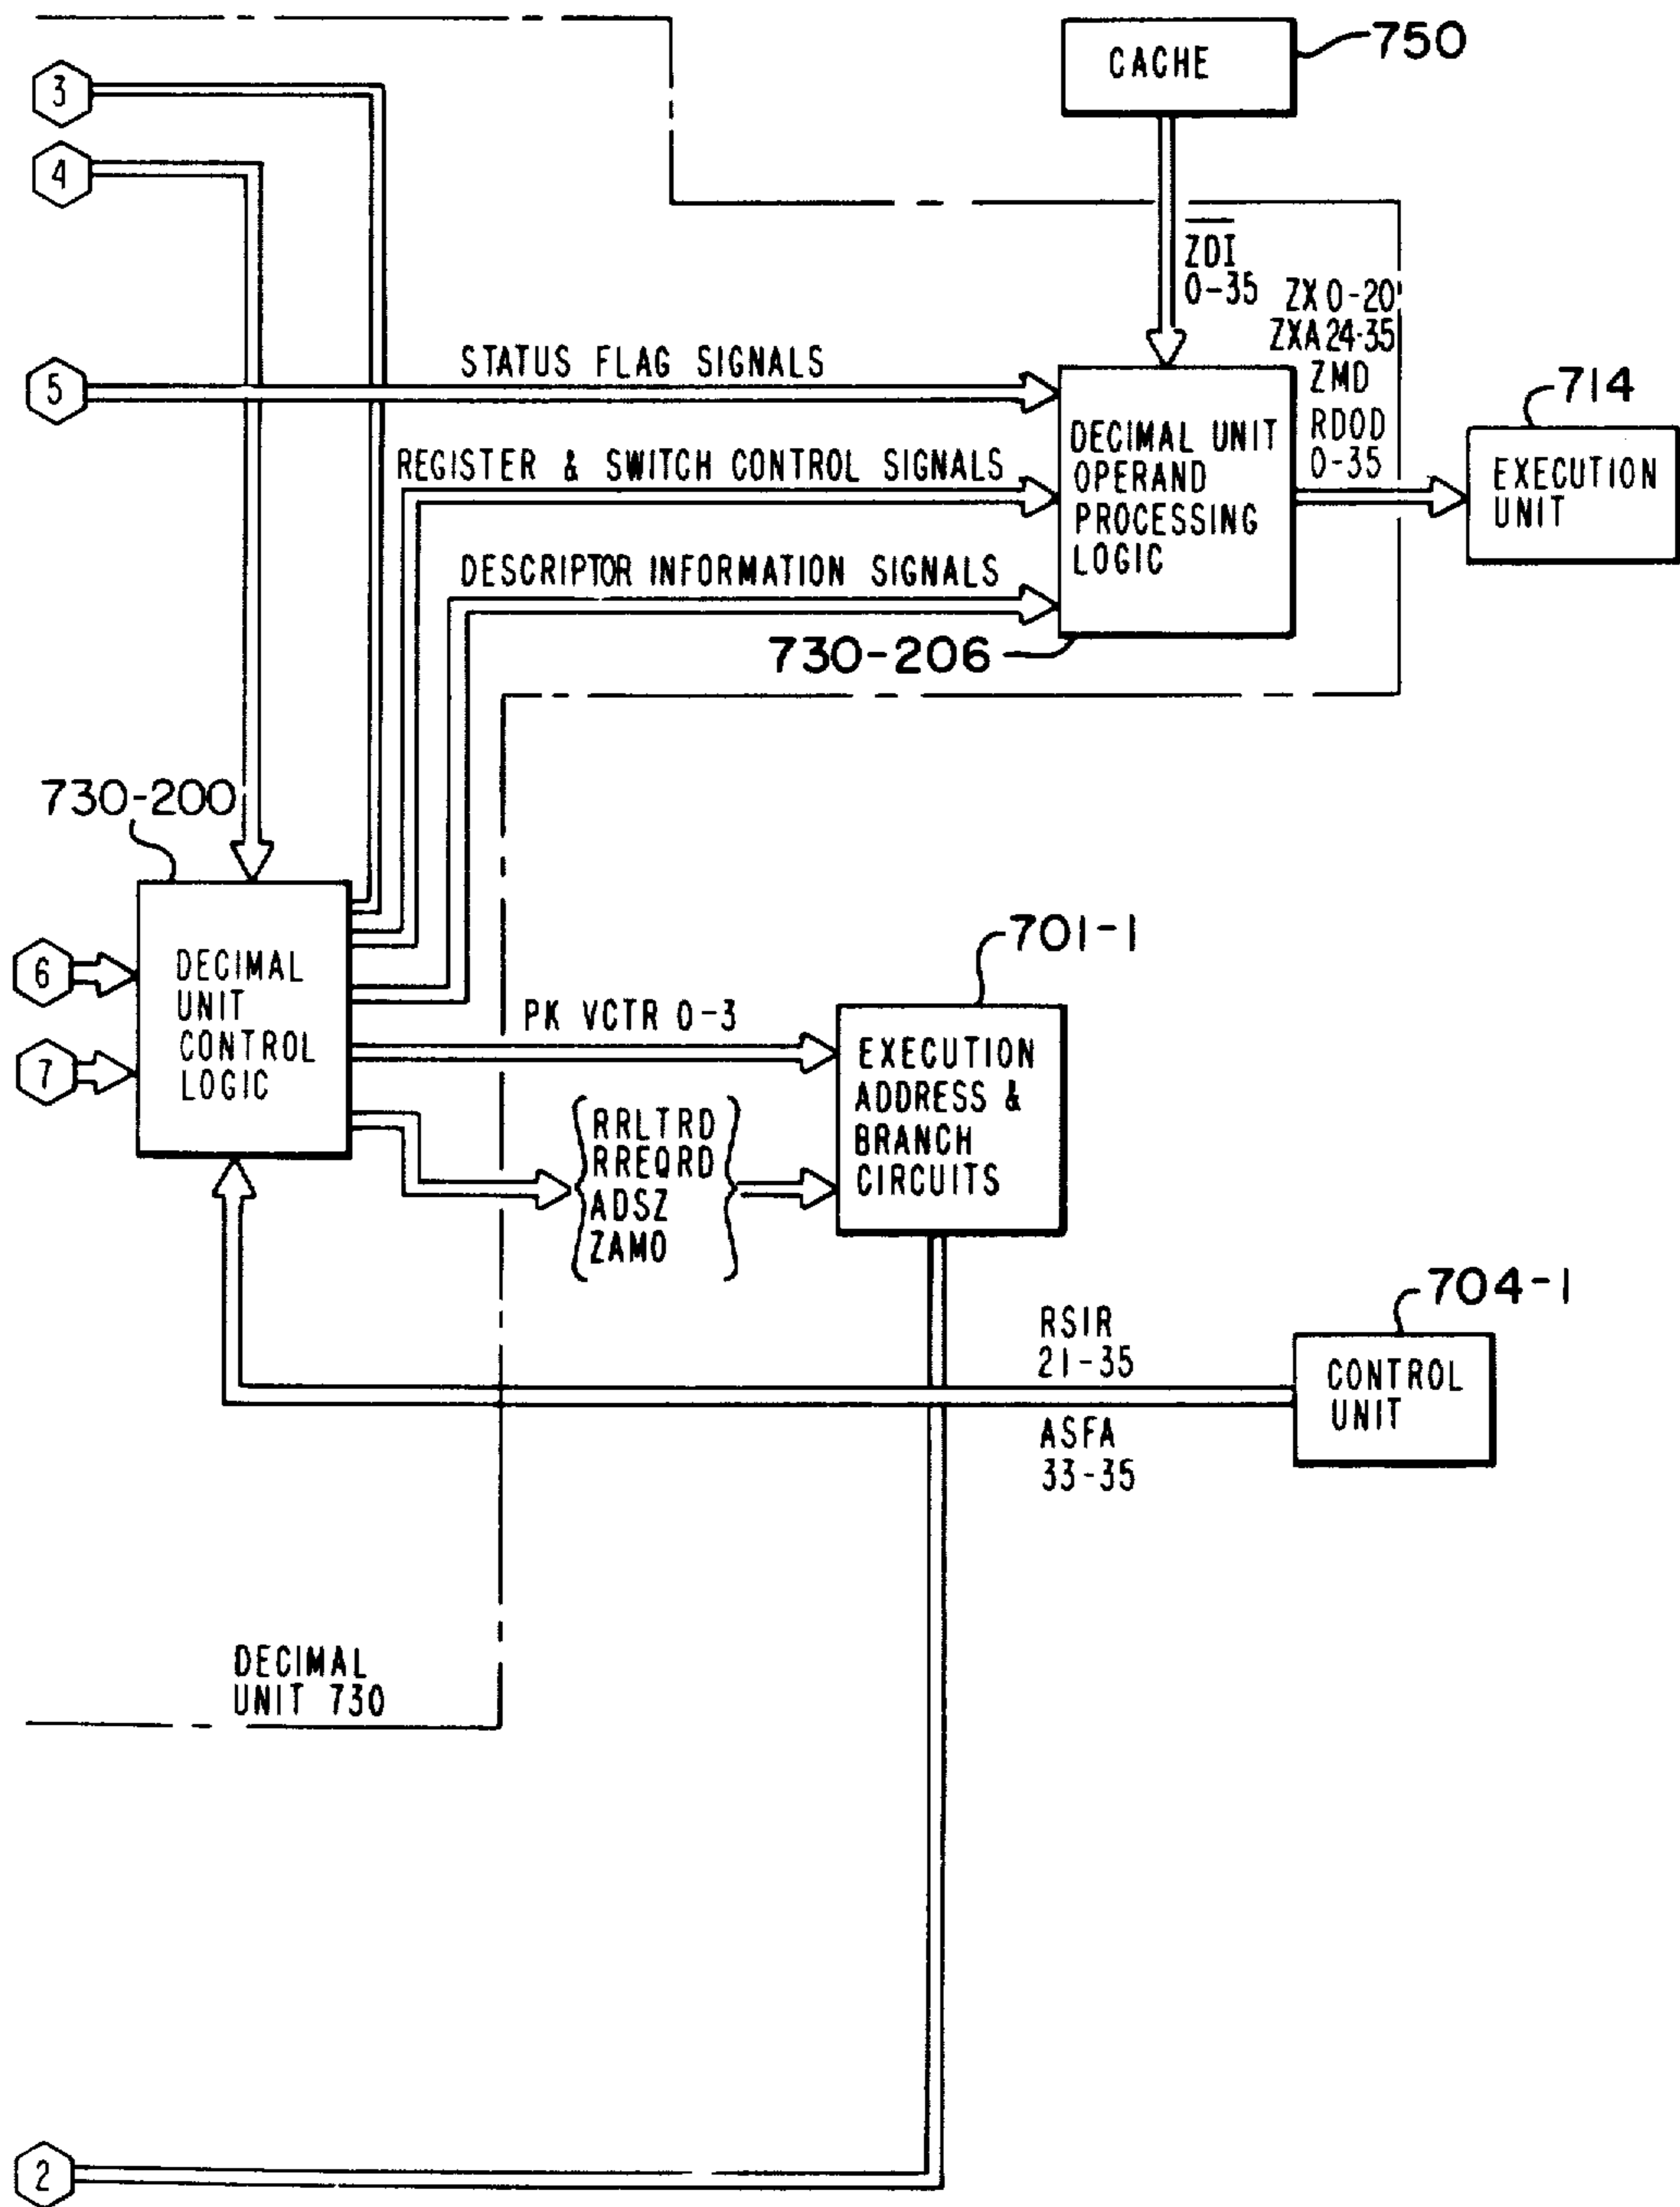 CACHE
750
3
4
ZDI
0-35
ZX 0-20
ZXA 24-35
ZMD
RDOD
0-35
5
STATUS FLAG SIGNALS
REGISTER & SWITCH CONTROL SIGNALS
DESCRIPTOR INFORMATION SIGNALS
DECIMAL UNIT
OPERAND
PROCESSING
LOGIC
714
EXECUTION
UNIT
730-206
730-200
6
7
DECIMAL
UNIT
CONTROL
LOGIC
PK VCTR 0-3
RRLTRD
RREQRD
ADSZ
ZAMO
701-1
EXECUTION
ADDRESS &
BRANCH
CIRCUITS
RSIR
21-35
ASFA
33-35
704-1
CONTROL
UNIT
DECIMAL
UNIT 730
2